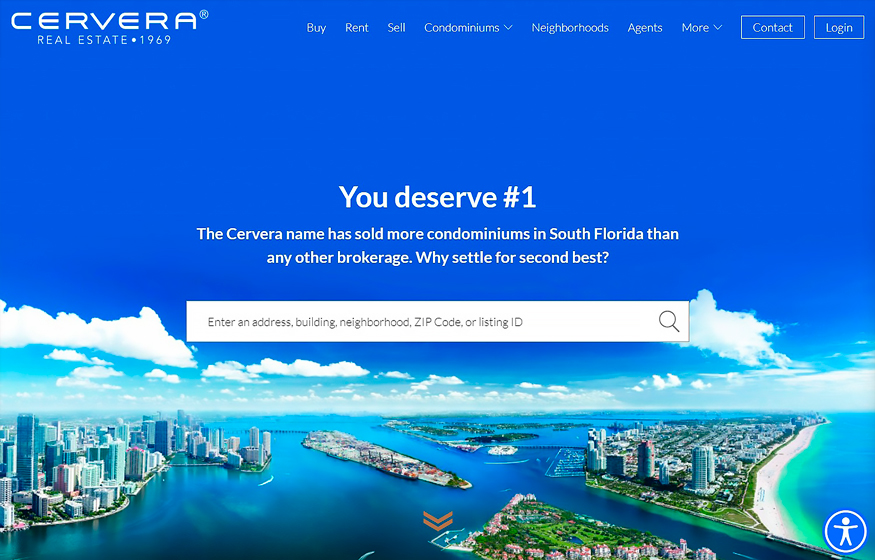 CERVERA®
REAL ESTATE•1969
Buy Rent Sell Condominiums Neighborhoods Agents More Contact Login
You deserve #1
The Cervera name has sold more condominiums in South Florida than
any other brokerage. Why settle for second best?
Enter an address, building, neighborhood, ZIP Code, or listing ID